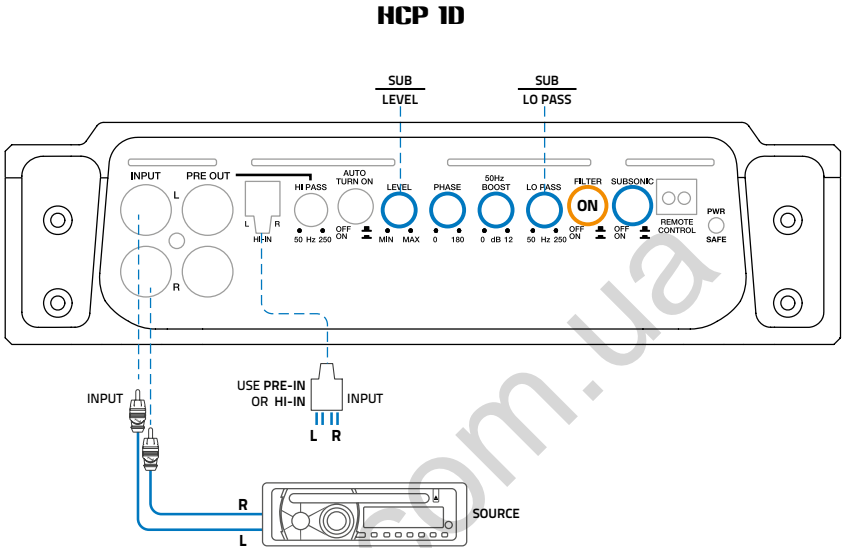 HCP 1D
SUB
LEVEL
SUB
LO PASS
INPUT
PRE OUT
L
R
L R
HI-IN
HI PASS
50 Hz 250
AUTO
TURN ON
OFF
ON
LEVEL
MIN MAX
PHASE
0 180
50Hz
BOOST
0 dB 12
LO PASS
50 Hz 250
FILTER
ON
OFF
ON
SUBSONIC
OFF
ON
REMOTE
CONTROL
PWR
SAFE
INPUT
USE PRE-IN
OR HI-IN
INPUT
L R
R
L
SOURCE
com.ua